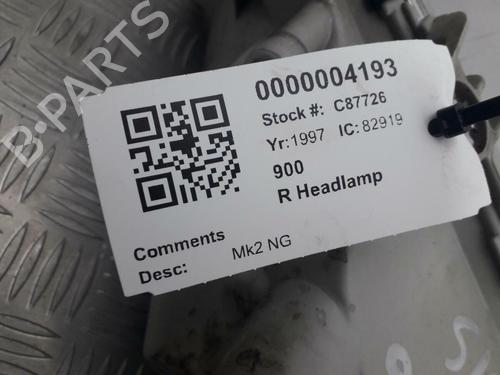 B-PARTS
0000004193
Stock #: C87726
Yr:1997 IC:82919
900
R Headlamp
Comments
Desc: Mk2 NG